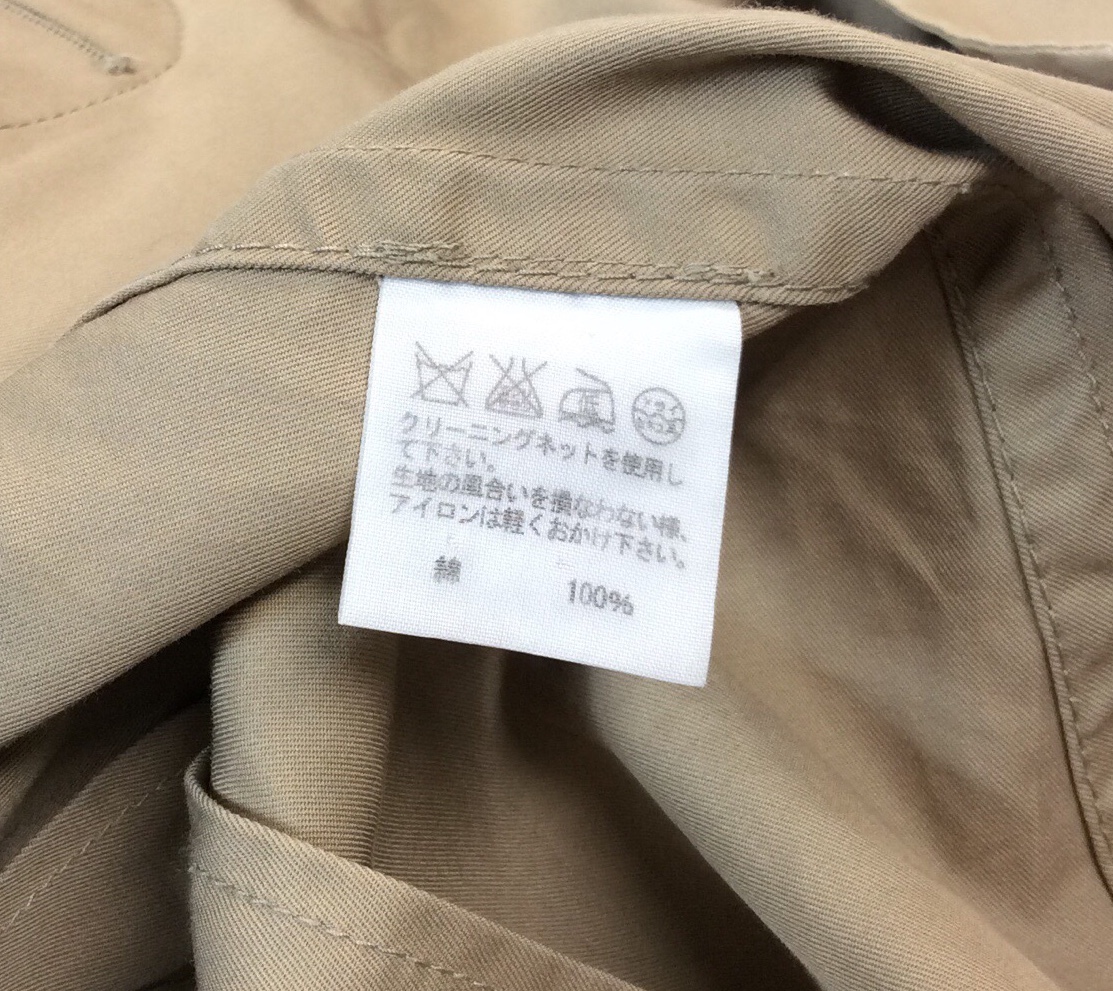 クリーニングネットを使用し
て下さい。
生地の風合いを損なわない様、
アイロンは軽くおかけ下さい。
綿 100%